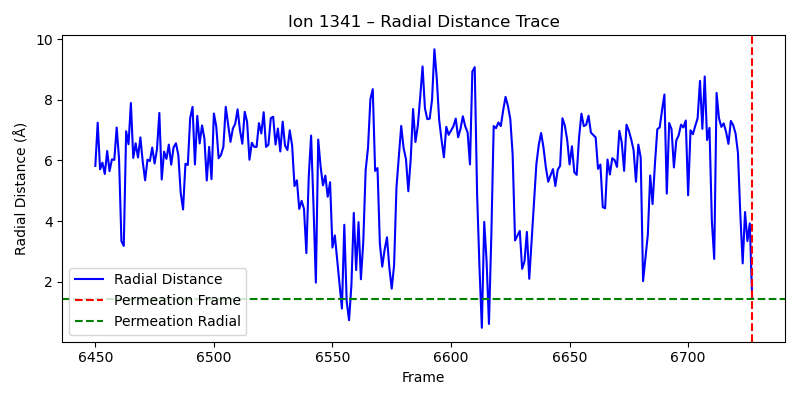 Ion 1341 – Radial Distance Trace
Radial Distance (Å)
10
8
6
4
2
Radial Distance
Permeation Frame
Permeation Radial
6450 6500 6550 6600 6650 6700
Frame